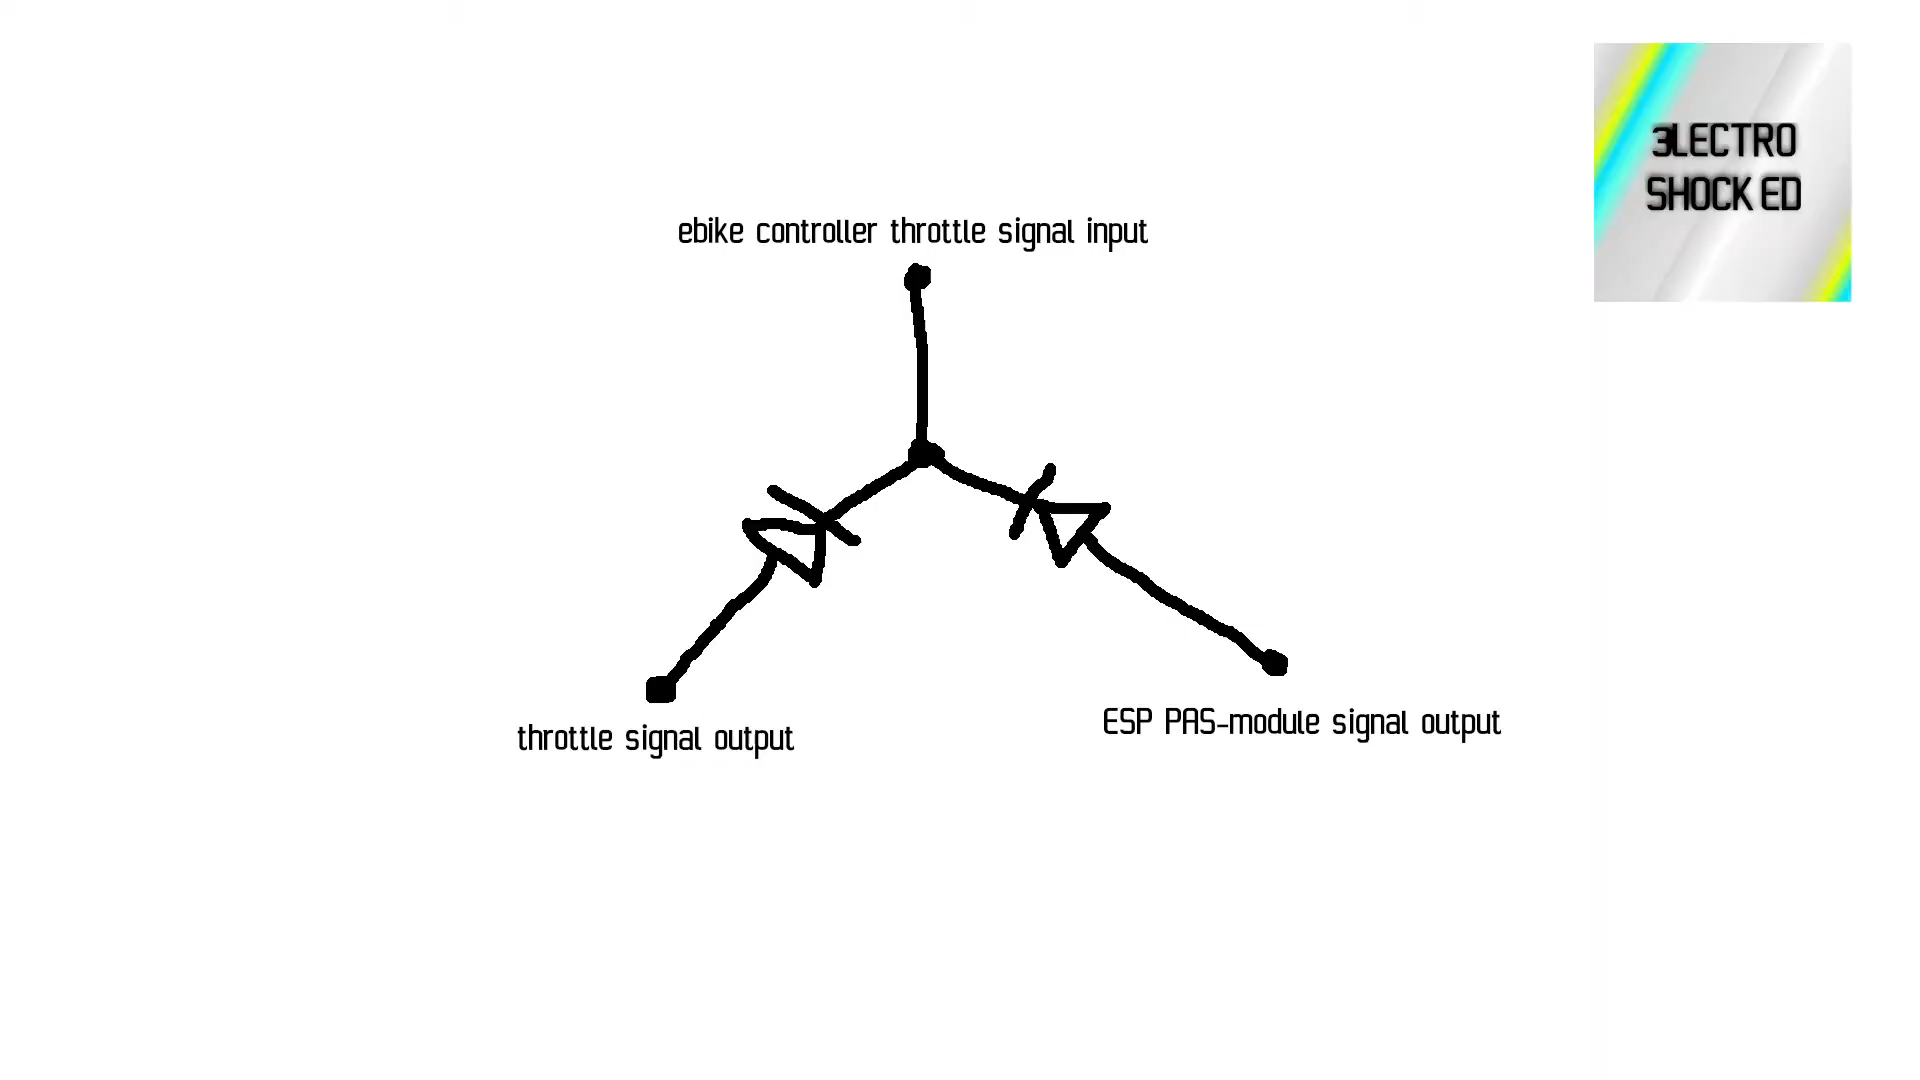 3LECTRO
SHOCK ED
ebike controller throttle signal input
throttle signal output
ESP PAS-module signal output